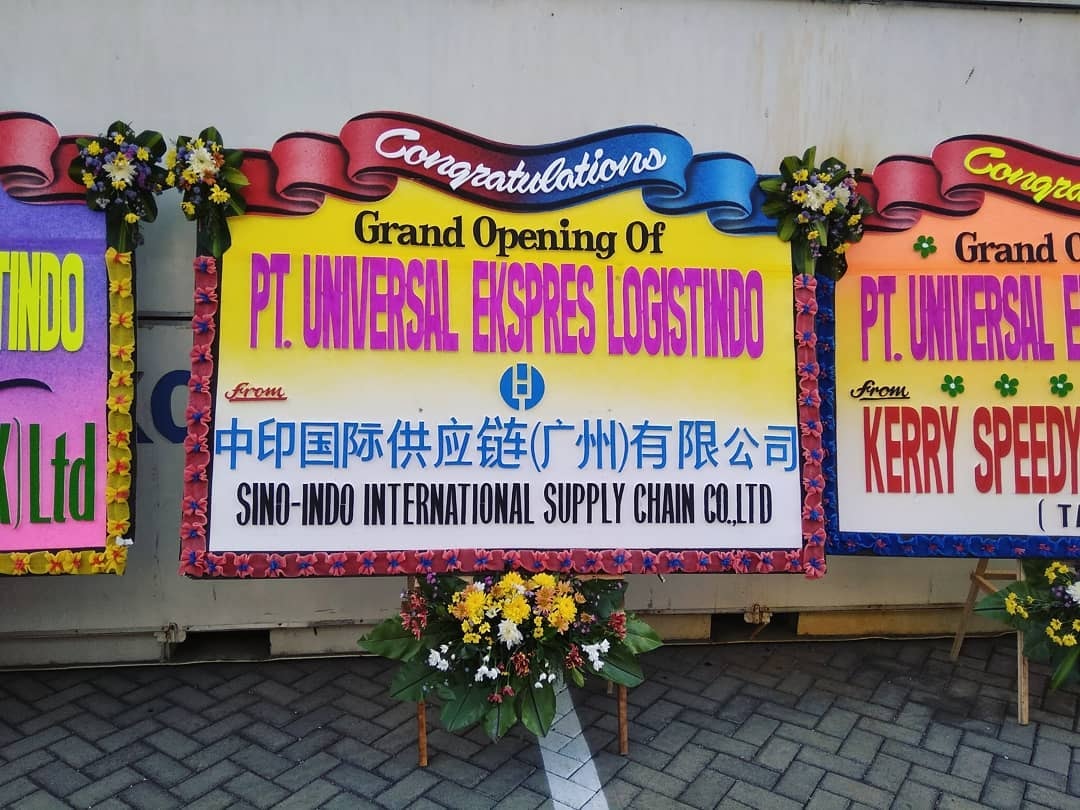 TINDO
) Ltd
Congratulations
Grand Opening Of
PT. UNIVERSAL EKSPRES LOGISTINDO
from
中印国际供应链(广州)有限公司
SINO-INDO INTERNATIONAL SUPPLY CHAIN CO.,LTD
Congra
Grand O
PT. UNIVERSAL E
from
KERRY SPEEDY
( TA